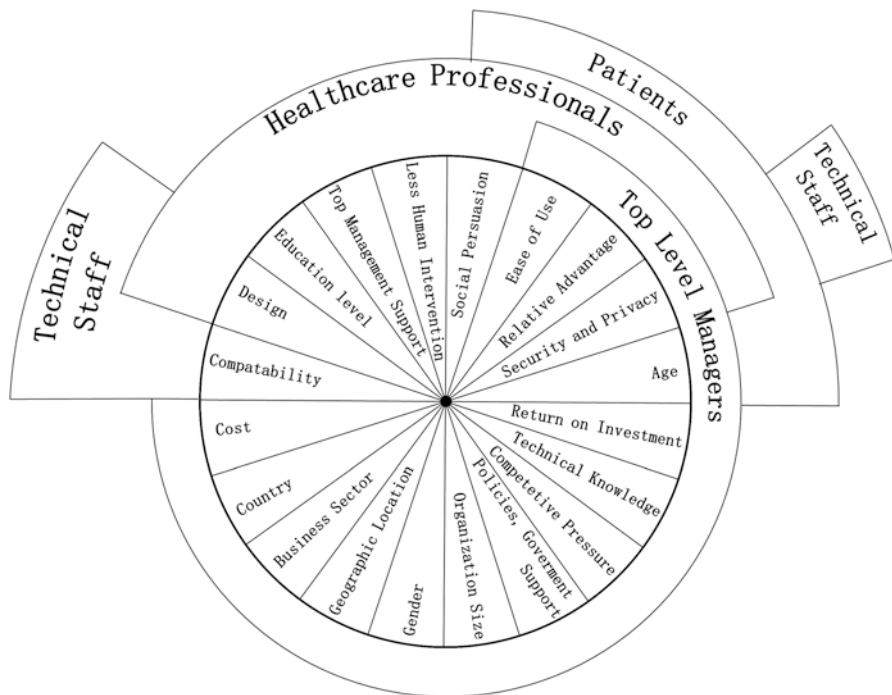 Patients
Healthcare Professionals
Technical
Staff
Technical
Staff
Top Level Managers
Social Persuasion
Ease of Use
Relative Advantage
Security and Privacy
Age
Return on Investment
Technical Knowledge
Competetive Pressure
Policies, Goverment
Support
Organization Size
Gender
Geographic Location
Business Sector
Country
Cost
Compatability
Design
Education level
Top Management Support
Less Human Intervention